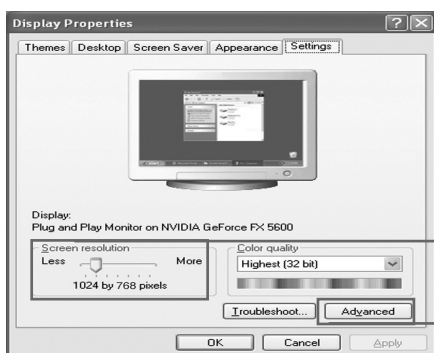 Display Properties
Themes Desktop Screen Saver Appearance Settings
Display:
Plug and Play Monitor on NVIDIA GeForce FX 5600
Screen resolution
Less More
1024 by 768 pixels
Color quality
Highest (32 bit)
Troubleshoot... Advanced
OK Cancel Apply